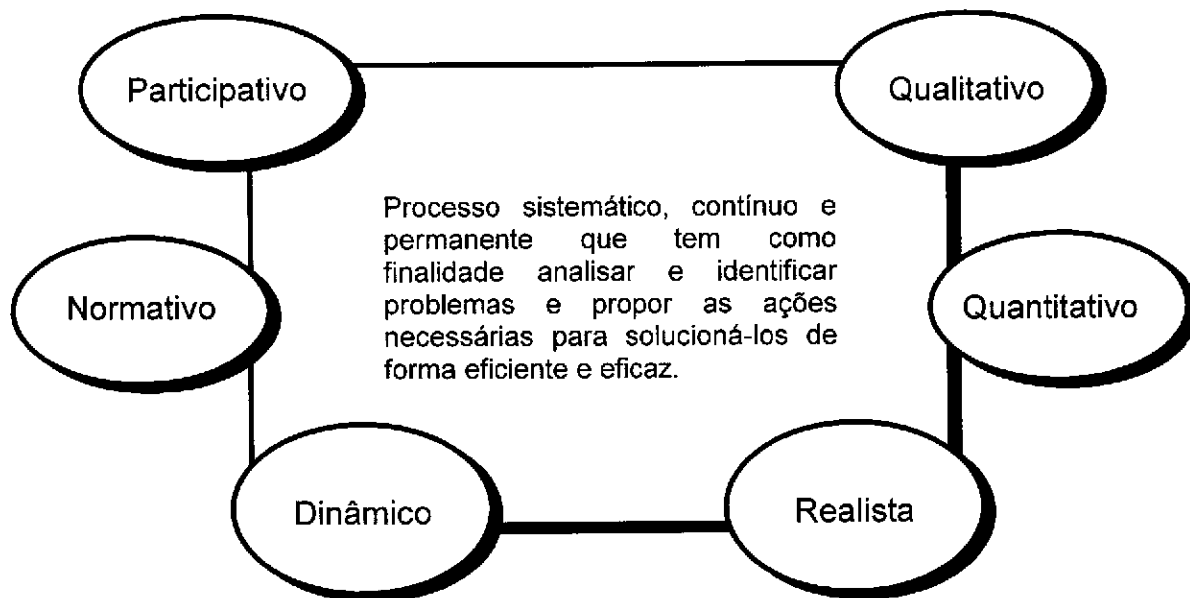 Participativo
Qualitativo
Processo sistemático, contínuo e
permanente que tem como
finalidade analisar e identificar
problemas e propor as ações
necessárias para solucioná-los de
forma eficiente e eficaz.
Normativo
Quantitativo
Dinâmico
Realista